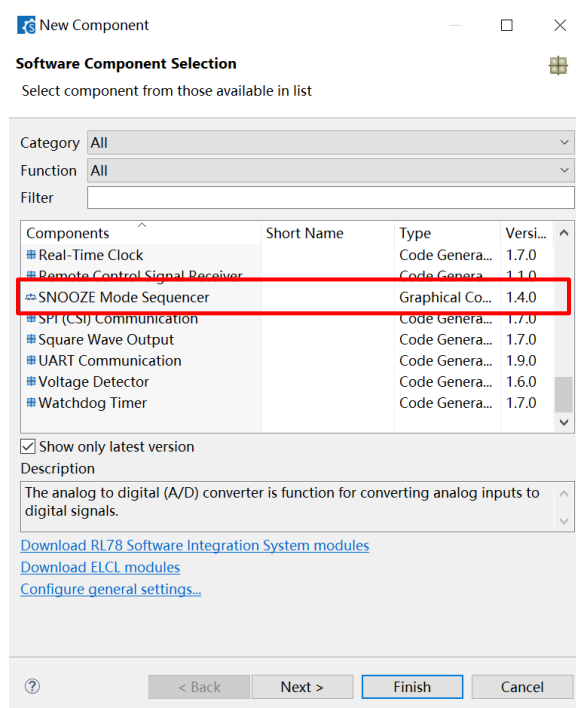 New Component
Software Component Selection
Select component from those available in list
Category All
Function All
Filter
Components Short Name Type Versi...
Real-Time Clock Code Genera... 1.7.0
Remote Control Signal Receiver Code Genera... 1.1.0
SNOOZE Mode Sequencer Graphical Co... 1.4.0
SPI (CSI) Communication Code Genera... 1.7.0
Square Wave Output Code Genera... 1.7.0
UART Communication Code Genera... 1.9.0
Voltage Detector Code Genera... 1.6.0
Watchdog Timer Code Genera... 1.7.0
Show only latest version
Description
The analog to digital (A/D) converter is function for converting analog inputs to
digital signals.
Download RL78 Software Integration System modules
Download ELCL modules
Configure general settings...
? < Back Next > Finish Cancel